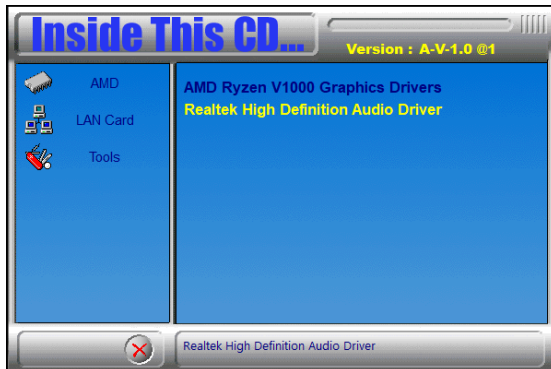 Inside This CD...
Version : A-V-1.0 @1
AMD
LAN Card
Tools
AMD Ryzen V1000 Graphics Drivers
Realtek High Definition Audio Driver
Realtek High Definition Audio Driver